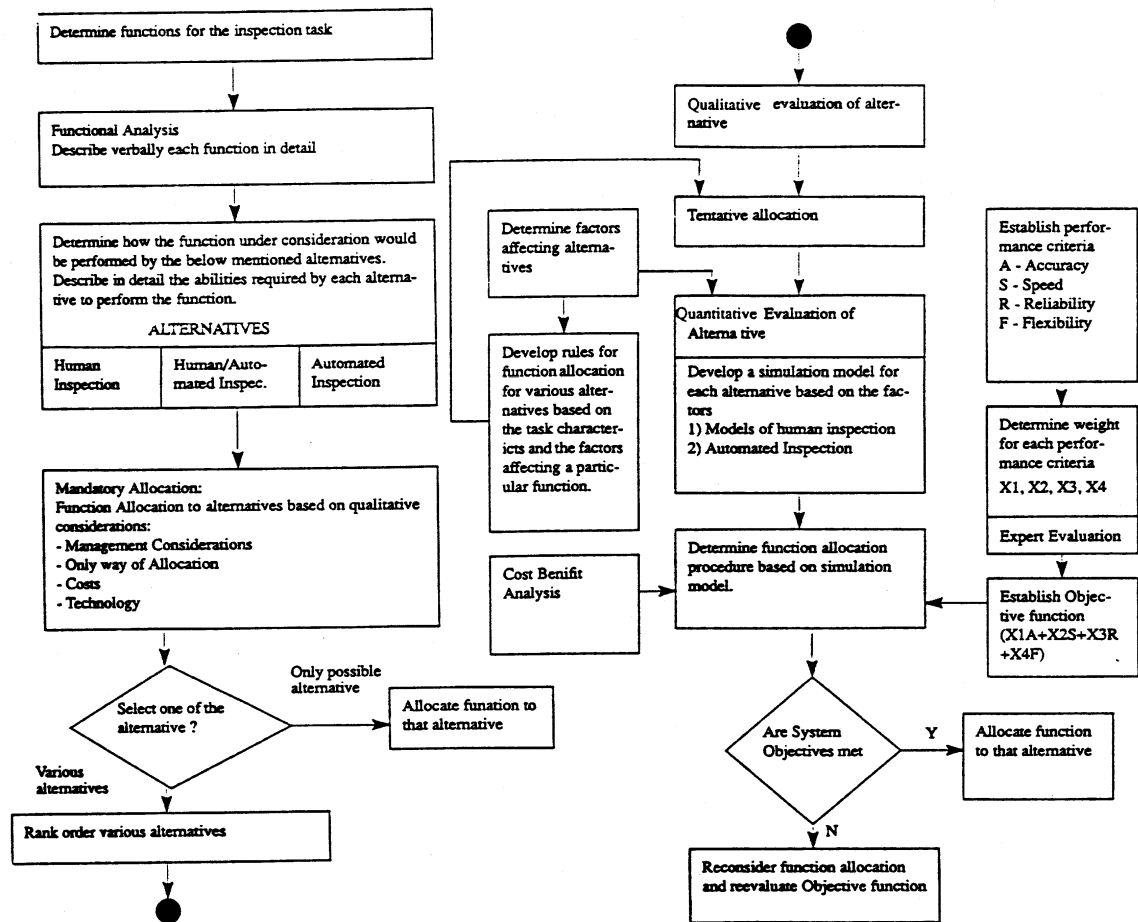 Determine functions for the inspection task
Functional Analysis
Describe verbally each function in detail
Determine how the function under consideration would
be performed by the below mentioned alternatives.
Describe in detail the abilities required by each alterna-
tive to perform the function.
ALTERNATIVES
Human
Inspection
Human/Auto-
mated Inspec.
Automated
Inspection
Mandatory Allocation:
Function Allocation to alternatives based on qualitative
considerations:
- Management Considerations
- Only way of Allocation
- Costs
- Technology
Select one of the
alternative ?
Only possible
alternative
Allocate funation to
that alternative
Various
alternatives
Rank order various alternatives
Qualitative evaluation of alter-
native
Tentative allocation
Determine factors
affecting alterna-
tives
Develop rules for
function allocation
for various alter-
natives based on
the task character-
icts and the factors
affecting a partic-
ular function.
Quantitative Evaluation of
Alterna tive
Develop a simulation model for
each alternative based on the fac-
tors
1) Models of human inspection
2) Automated Inspection
Cost Benifit
Analysis
Determine function allocation
procedure based on simulation
model.
Establish perfor-
mance criteria
A - Accuracy
S - Speed
R - Reliability
F - Flexibility
Determine weight
for each perfor-
mance criteria
X1, X2, X3, X4
Expert Evaluation
Establish Objec-
tive function
(X1A+X2S+X3R
+X4F)
Are System
Objectives met
Y
Allocate function
to that alternative
N
Reconsider function allocation
and reevaluate Objective function